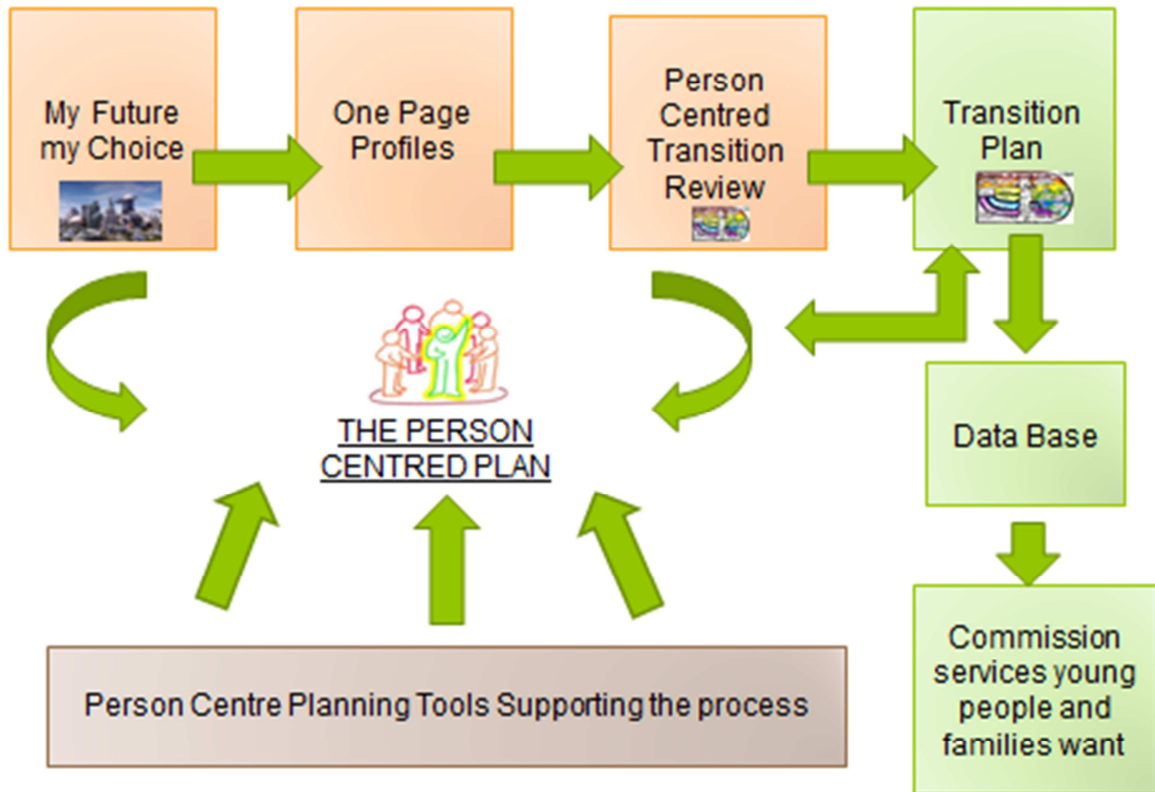 My Future
my Choice
One Page
Profiles
Person
Centred
Transition
Review
Transition
Plan
THE PERSON
CENTRED PLAN
Data Base
Person Centre Planning Tools Supporting the process
Commission
services young
people and
families want